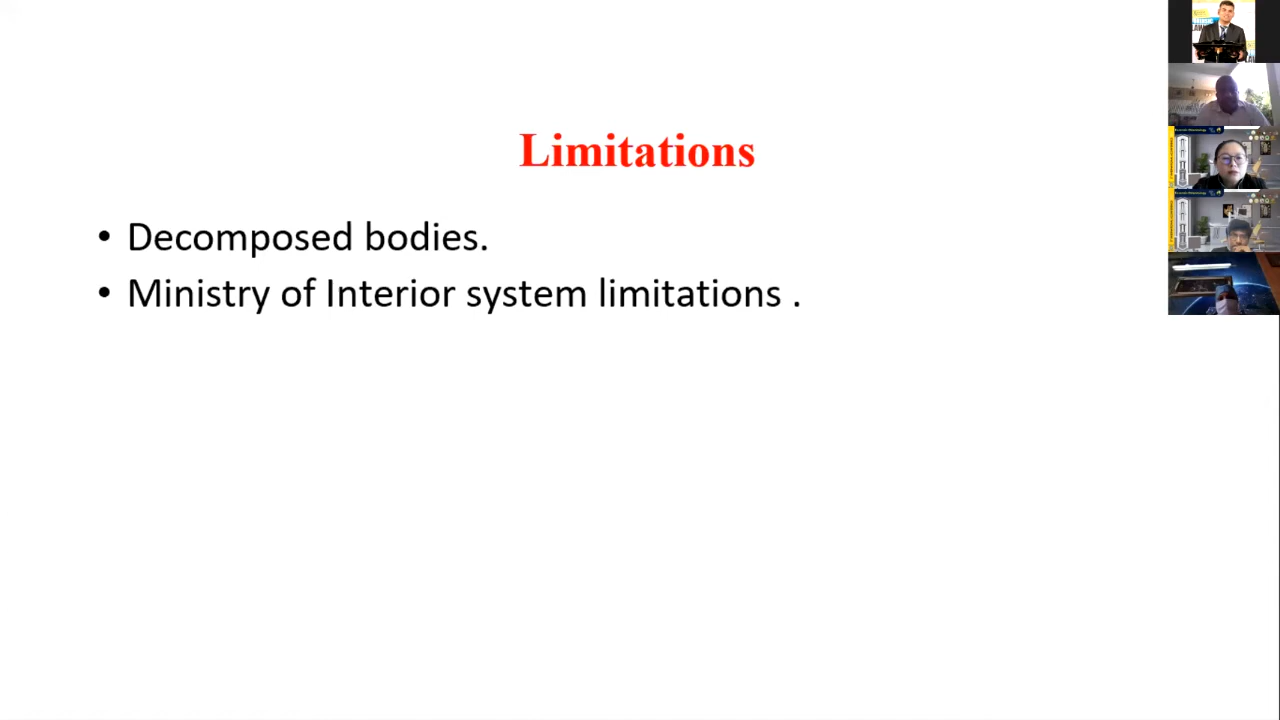 Limitations
• Decomposed bodies.
• Ministry of Interior system limitations .